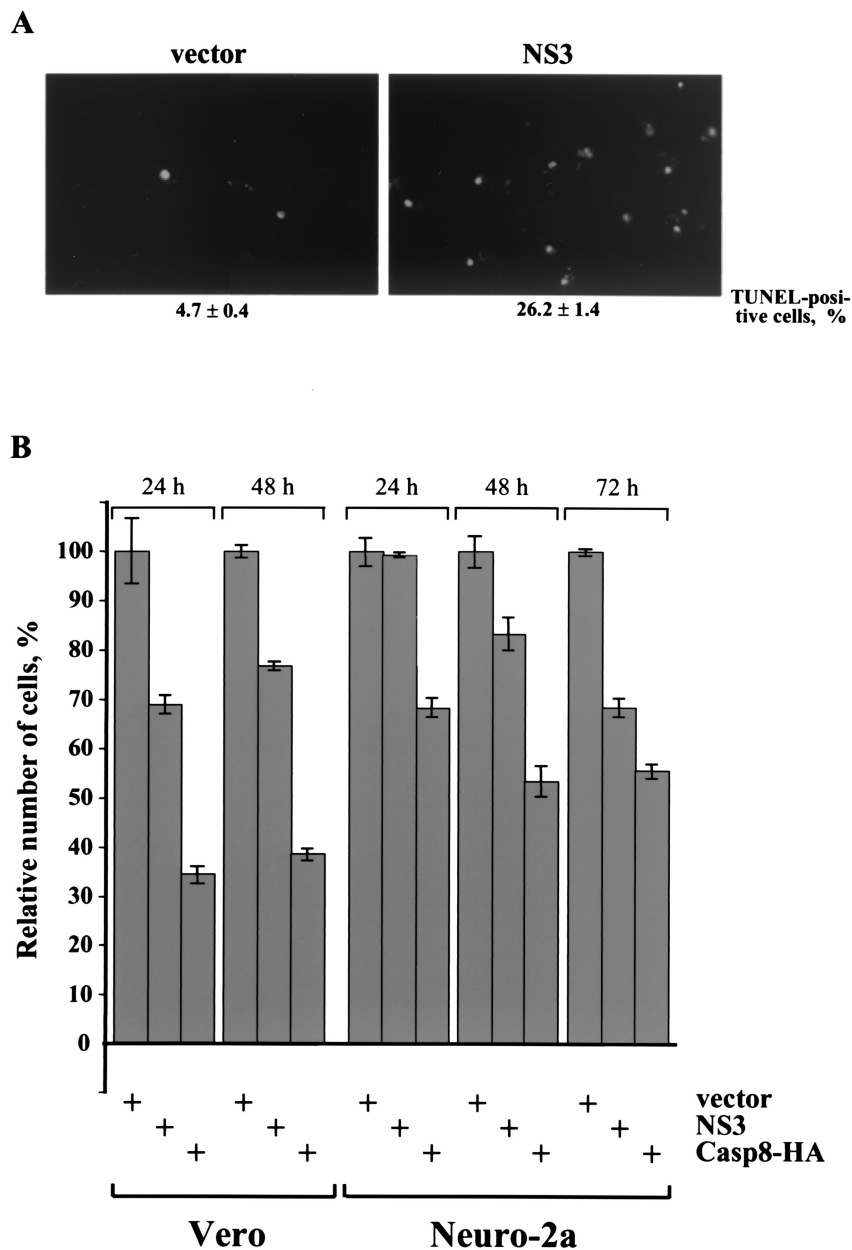 A
vector NS3
4.7 ± 0.4 26.2 ± 1.4 TUNEL-posi-
tive cells, %
B
24 h 48 h 24 h 48 h 72 h
Relative number of cells, %
100
90
80
70
60
50
40
30
20
10
0
+ + + + + vector
+ + + + + NS3
+ + + + + Casp8-HA
Vero Neuro-2a